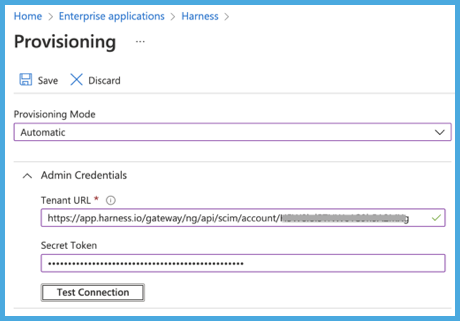 Home > Enterprise applications > Harness >
Provisioning ...
Save Discard
Provisioning Mode
Automatic
Admin Credentials
Tenant URL *
https://app.harness.io/gateway/ng/api/scim/account/
Secret Token
Test Connection